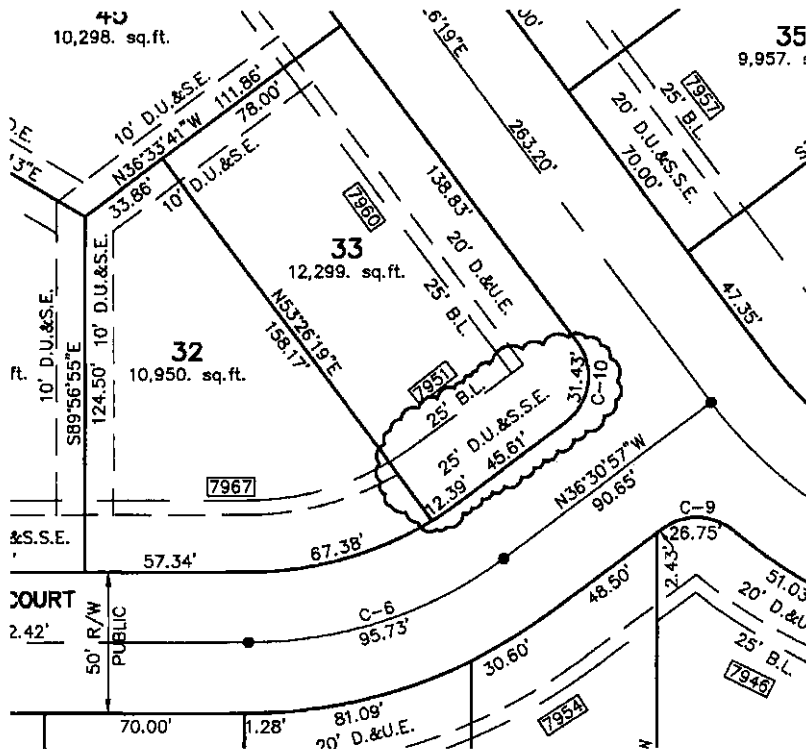 10,298. sq.ft.
26'19"E
35
9,957.
10' D.U.&S.E.
111.86'
78.00'
N36°33'41"W
33.86'
10' D.U.&S.E.
7957
25' B.L.
20' D.U.&S.S.E.
70.00'
263.20'
138.83'
7960
33
12,299. sq.ft.
20' D.&U.E.
25' B.L.
N53°26'19"E
158.17'
47.35'
10' D.U.&S.E.
S89°56'55"E
124.50'
10' D.U.&S.E.
ft.
32
10,950. sq.ft.
7951
25' B.L.
31.43'
C-10
25' D.U.&S.S.E.
45.61'
12.39'
N36°30'57"W
90.65'
7967
&S.S.E.
57.34'
67.38'
C-9
26.75'
2.43'
51.03
20' D.&U
25' B.L.
7946
COURT
2.42'
50' R/W
PUBLIC
C-6
95.73'
48.50'
30.60'
70.00'
1.28'
81.09'
20' D.&U.E.
7954